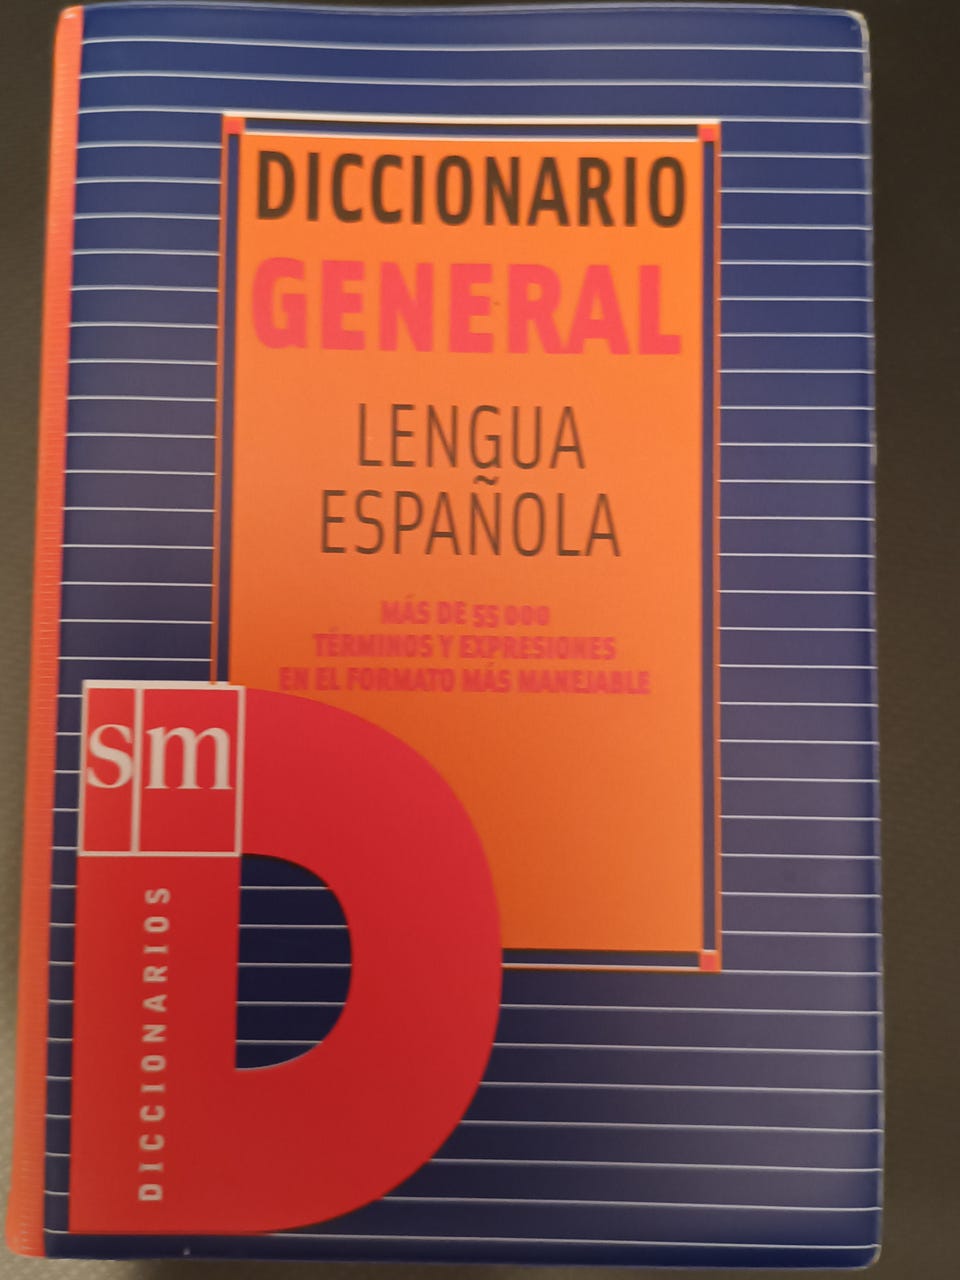 DICCIONARIO
GENERAL
LENGUA
ESPAÑOLA
MÁS DE 55 000
TÉRMINOS Y EXPRESIONES
EN EL FORMATO MÁS MANEJABLE
sm
DICCIONARIOS